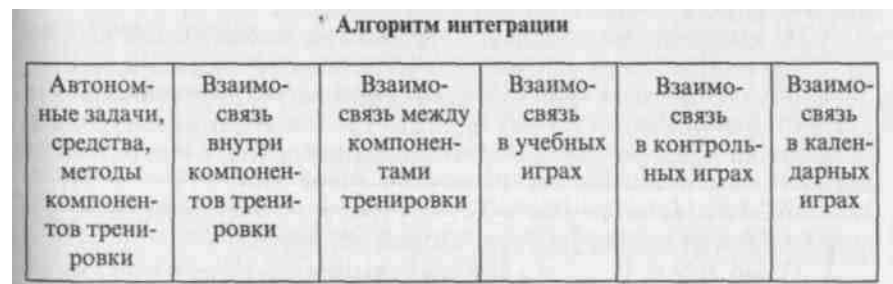 Алгоритм интеграции
Автоном-
ные задачи,
средства,
методы
компонен-
тов трени-
ровки
Взаимо-
связь
внутри
компонен-
тов трени-
ровки
Взаимо-
связь между
компонен-
тами
тренировки
Взаимо-
связь
в учебных
играх
Взаимо-
связь
в контроль-
ных играх
Взаимо-
связь
в кален-
дарных
играх